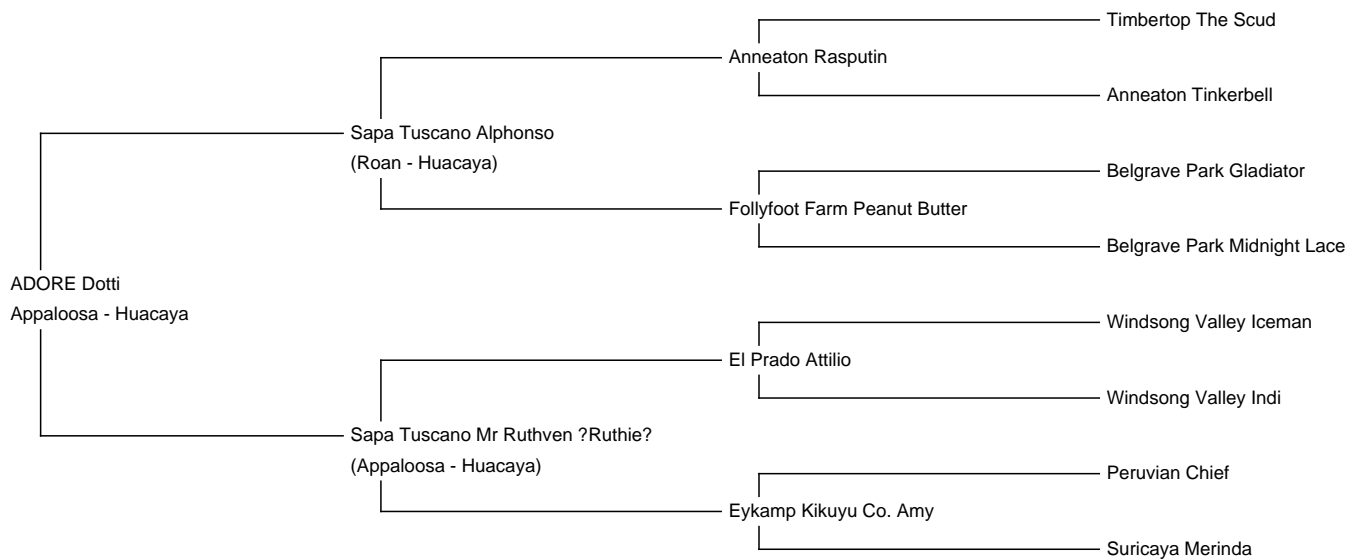 Timbertop The Scud
Anneaton Rasputin
Anneaton Tinkerbell
Sapa Tuscano Alphonso
(Roan - Huacaya)
Belgrave Park Gladiator
Follyfoot Farm Peanut Butter
Belgrave Park Midnight Lace
ADORE Dotti
Appaloosa - Huacaya
Windsong Valley Iceman
El Prado Attilio
Windsong Valley Indi
Sapa Tuscano Mr Ruthven ?Ruthie?
(Appaloosa - Huacaya)
Peruvian Chief
Eykamp Kikuyu Co. Amy
Suricaya Merinda